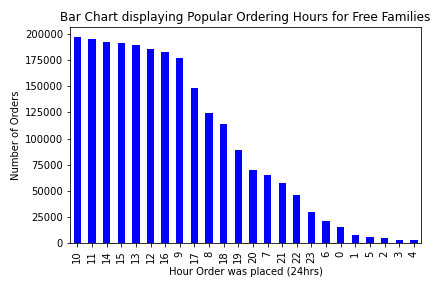 Bar Chart displaying Popular Ordering Hours for Free Families
200000
175000
150000
125000
100000
75000
50000
25000
0
Number of Orders
10 11 14 15 13 12 16 9 17 8 18 19 20 7 21 22 23 6 0 1 5 2 3 4
Hour Order was placed (24hrs)